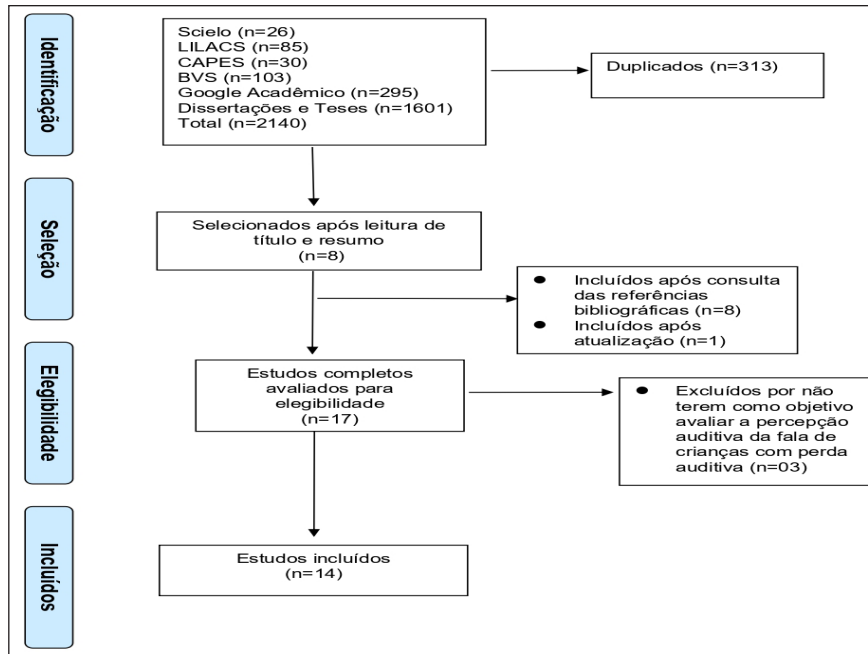 Identificação
Scielo (n=26)
LILACS (n=85)
CAPES (n=30)
BVS (n=103)
Google Acadêmico (n=295)
Dissertações e Teses (n=1601)
Total (n=2140)
Duplicados (n=313)
Seleção
Selecionados após leitura de
título e resumo
(n=8)
● Incluídos após consulta
das referências
bibliográficas (n=8)
● Incluídos após
atualização (n=1)
Elegibilidade
Estudos completos
avaliados para
elegibilidade
(n=17)
● Excluídos por não
terem como objetivo
avaliar a percepção
auditiva da fala de
crianças com perda
auditiva (n=03)
Incluídos
Estudos incluídos
(n=14)